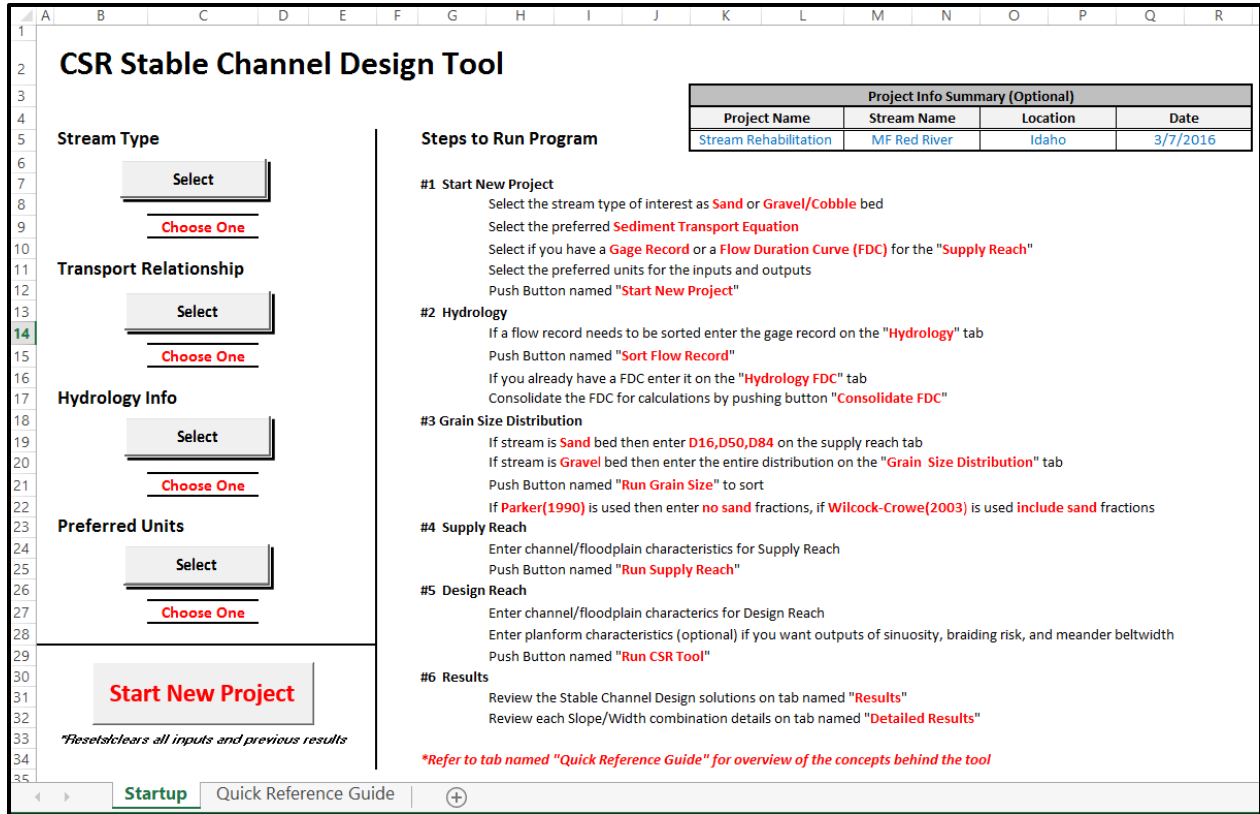 A B C D E F G H I J K L M N O P Q R
1
2
3
4
5
6
7
8
9
10
11
12
13
14
15
16
17
18
19
20
21
22
23
24
25
26
27
28
29
30
31
32
33
34
35
CSR Stable Channel Design Tool
Project Info Summary (Optional)
Project Name Stream Name Location Date
Stream Rehabilitation MF Red River Idaho 3/7/2016
Stream Type
Select
Choose One
Transport Relationship
Select
Choose One
Hydrology Info
Select
Choose One
Preferred Units
Select
Choose One
Start New Project
*Resets/clears all inputs and previous results
Steps to Run Program
#1 Start New Project
Select the stream type of interest as Sand or Gravel/Cobble bed
Select the preferred Sediment Transport Equation
Select if you have a Gage Record or a Flow Duration Curve (FDC) for the "Supply Reach"
Select the preferred units for the inputs and outputs
Push Button named "Start New Project"
#2 Hydrology
If a flow record needs to be sorted enter the gage record on the "Hydrology" tab
Push Button named "Sort Flow Record"
If you already have a FDC enter it on the "Hydrology FDC" tab
Consolidate the FDC for calculations by pushing button "Consolidate FDC"
#3 Grain Size Distribution
If stream is Sand bed then enter D16,D50,D84 on the supply reach tab
If stream is Gravel bed then enter the entire distribution on the "Grain Size Distribution" tab
Push Button named "Run Grain Size" to sort
If Parker(1990) is used then enter no sand fractions, if Wilcock-Crowe(2003) is used include sand fractions
#4 Supply Reach
Enter channel/floodplain characteristics for Supply Reach
Push Button named "Run Supply Reach"
#5 Design Reach
Enter channel/floodplain characterics for Design Reach
Enter planform characteristics (optional) if you want outputs of sinuosity, braiding risk, and meander beltwidth
Push Button named "Run CSR Tool"
#6 Results
Review the Stable Channel Design solutions on tab named "Results"
Review each Slope/Width combination details on tab named "Detailed Results"
*Refer to tab named "Quick Reference Guide" for overview of the concepts behind the tool
Startup Quick Reference Guide